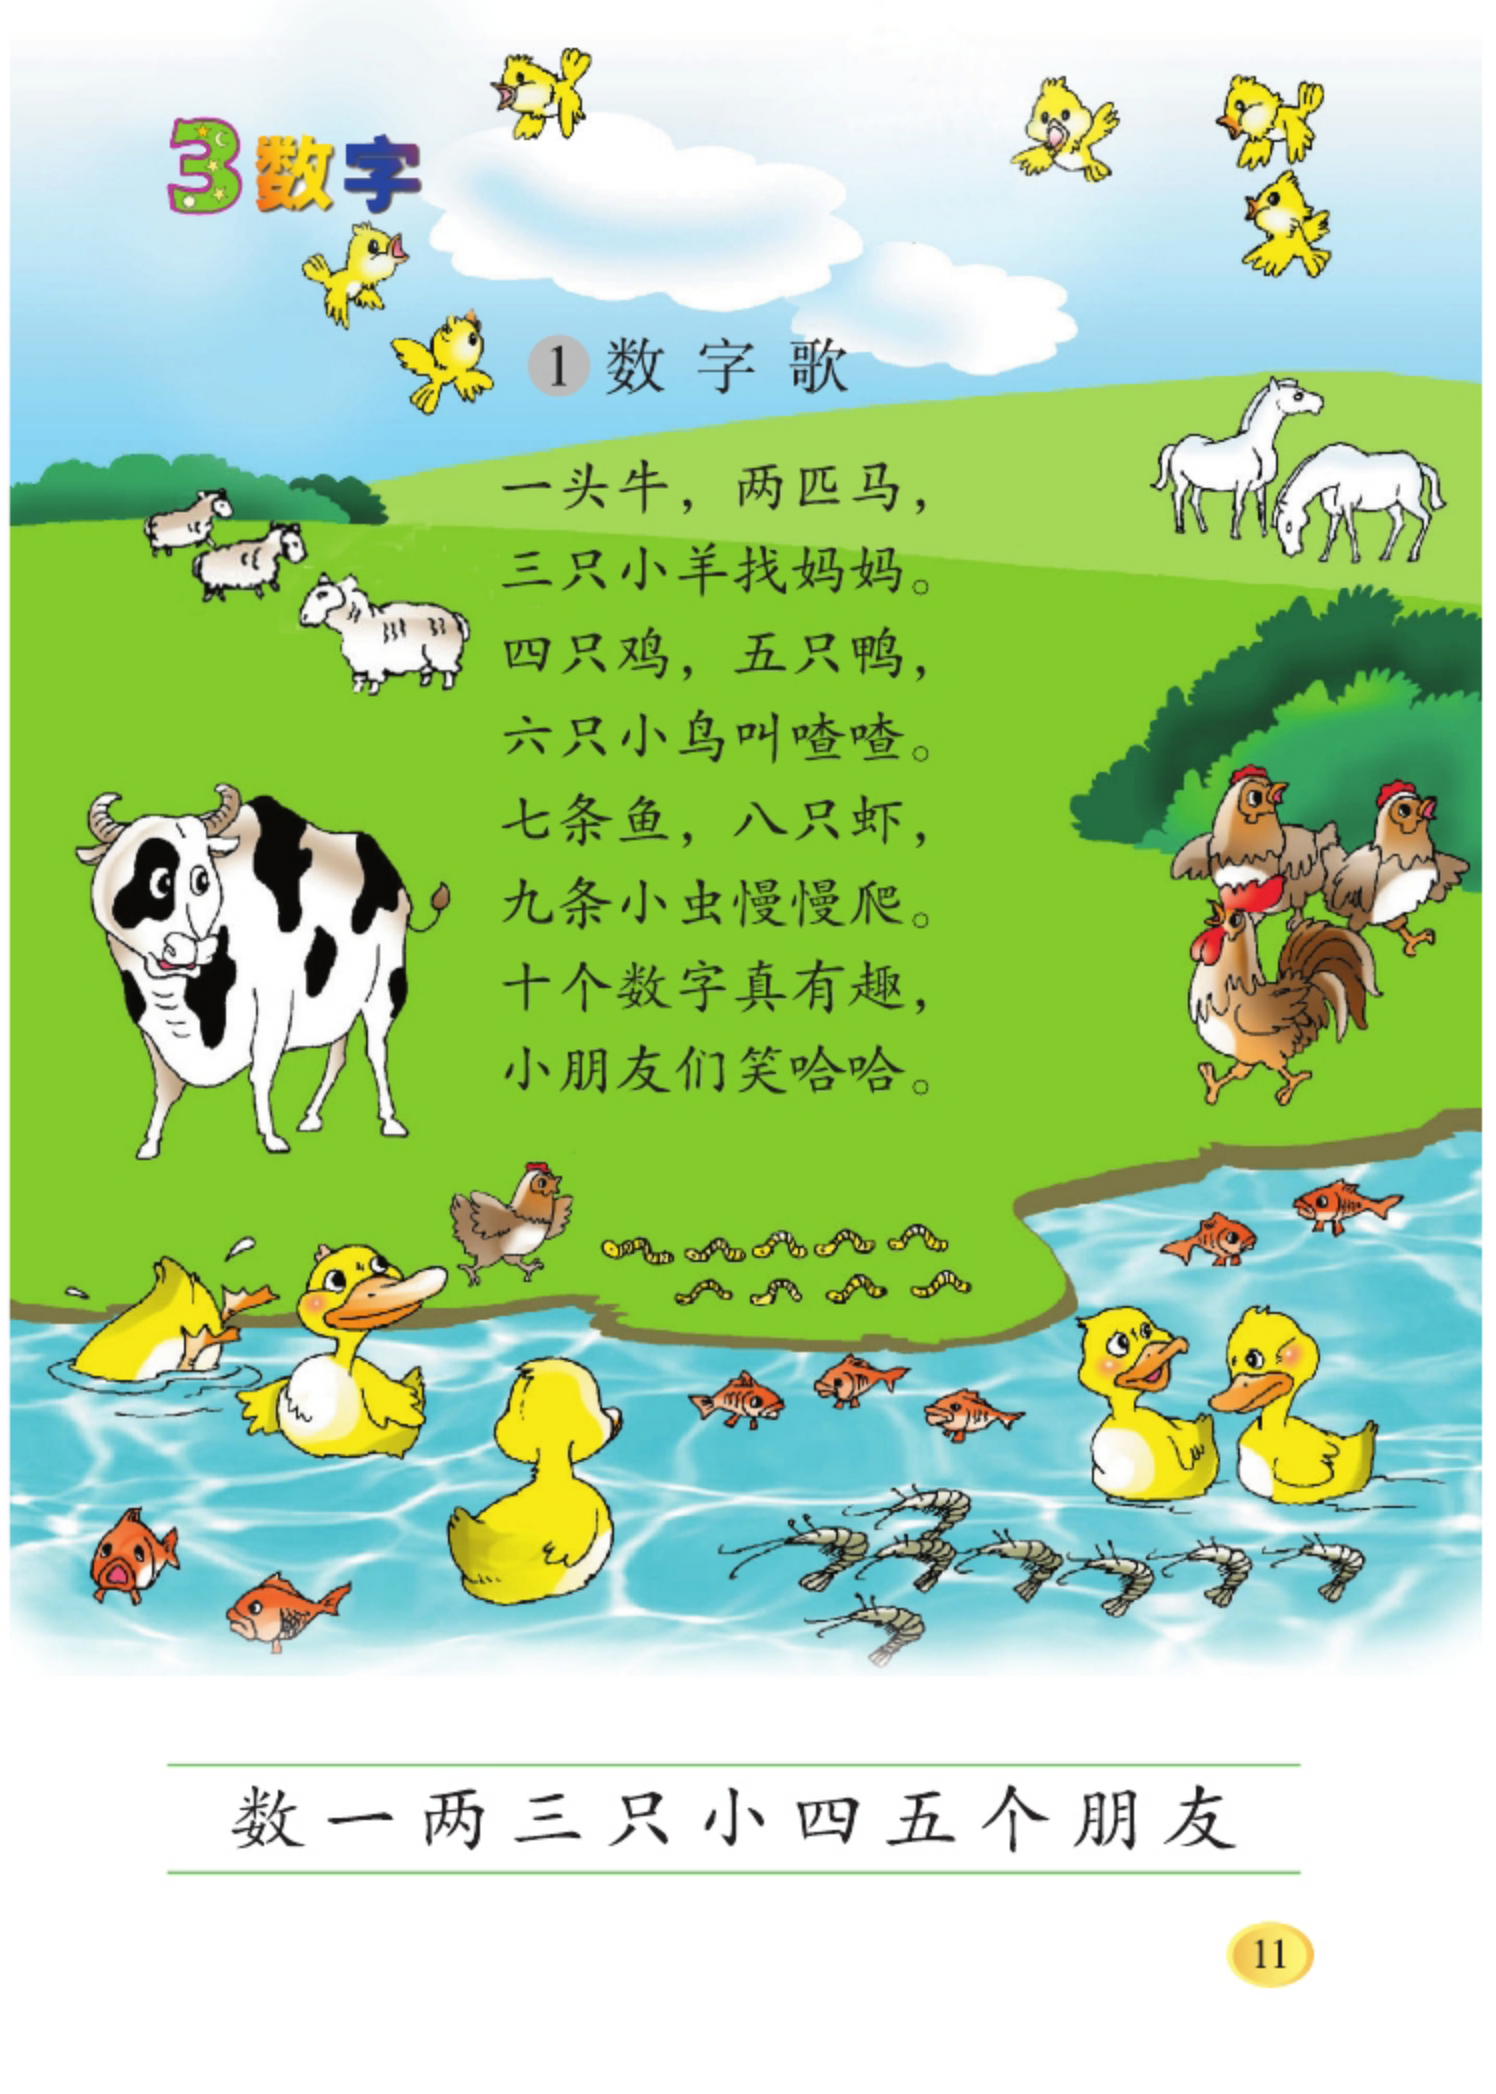 3 数字
1 数字歌
一头牛，两匹马，
三只小羊找妈妈。
四只鸡，五只鸭，
六只小鸟叫喳喳。
七条鱼，八只虾，
九条小虫慢慢爬。
十个数字真有趣，
小朋友们笑哈哈。
数一两三只小四五个朋友
11